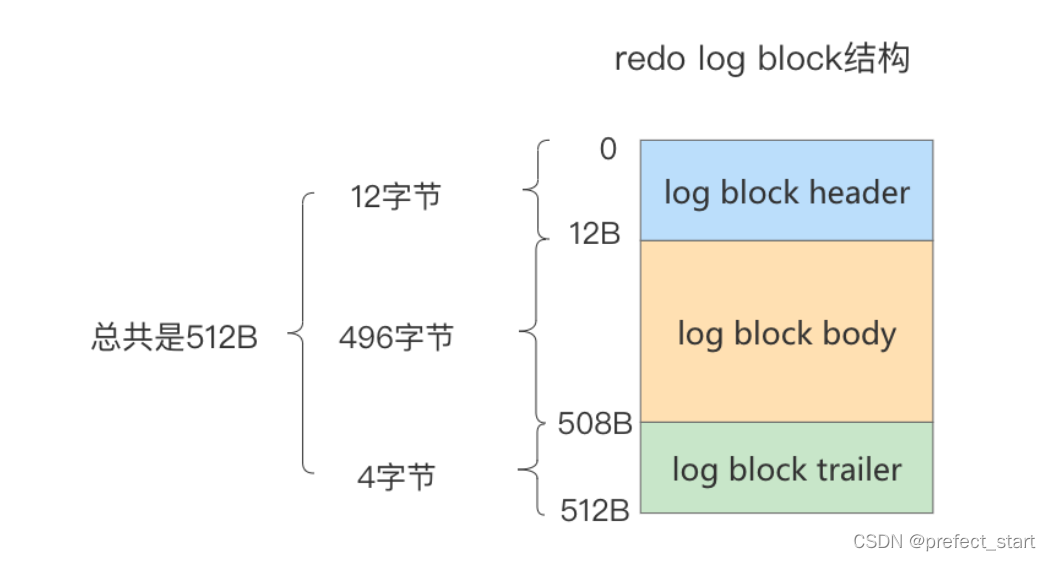 redo log block结构
0
log block header
12字节
12B
总共是512B
496字节
log block body
508B
log block trailer
4字节
512B
CSDN @prefect_start